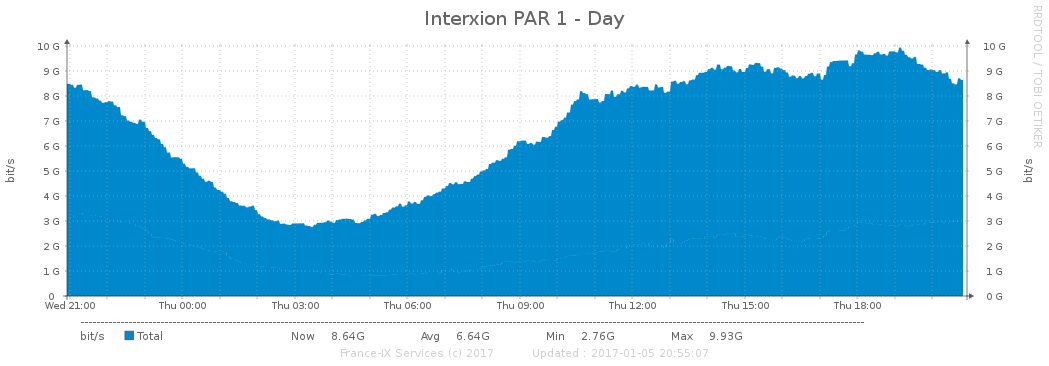 Interxion PAR 1 - Day
RRDTOOL / TOBI OETIKER
bit/s
10 G 10 G
9 G 9 G
8 G 8 G
7 G 7 G
6 G 6 G
5 G 5 G
4 G 4 G
3 G 3 G
2 G 2 G
1 G 1 G
0 0 G
bit/s
Wed 21:00 Thu 00:00 Thu 03:00 Thu 06:00 Thu 09:00 Thu 12:00 Thu 15:00 Thu 18:00
bit/s Total Now 8.64G Avg 6.64G Min 2.76G Max 9.93G
France-IX Services (c) 2017 Updated : 2017-01-05 20:55:07